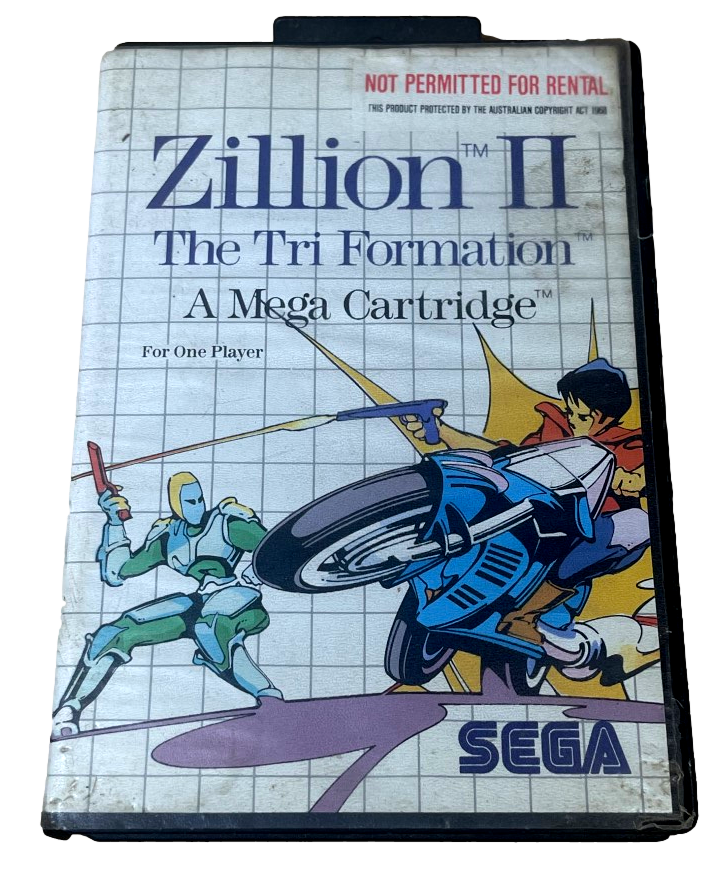 NOT PERMITTED FOR RENTAL
THIS PRODUCT PROTECTED BY THE AUSTRALIAN COPYRIGHT ACT 1968
Zillion™ II
The Tri Formation™
A Mega Cartridge™
For One Player
SEGA